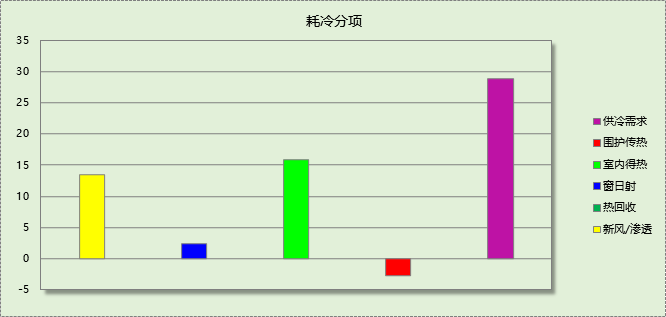 耗冷分项
35
30
25
20
15
10
5
0
-5
供冷需求
围护传热
室内得热
窗日射
热回收
新风/渗透